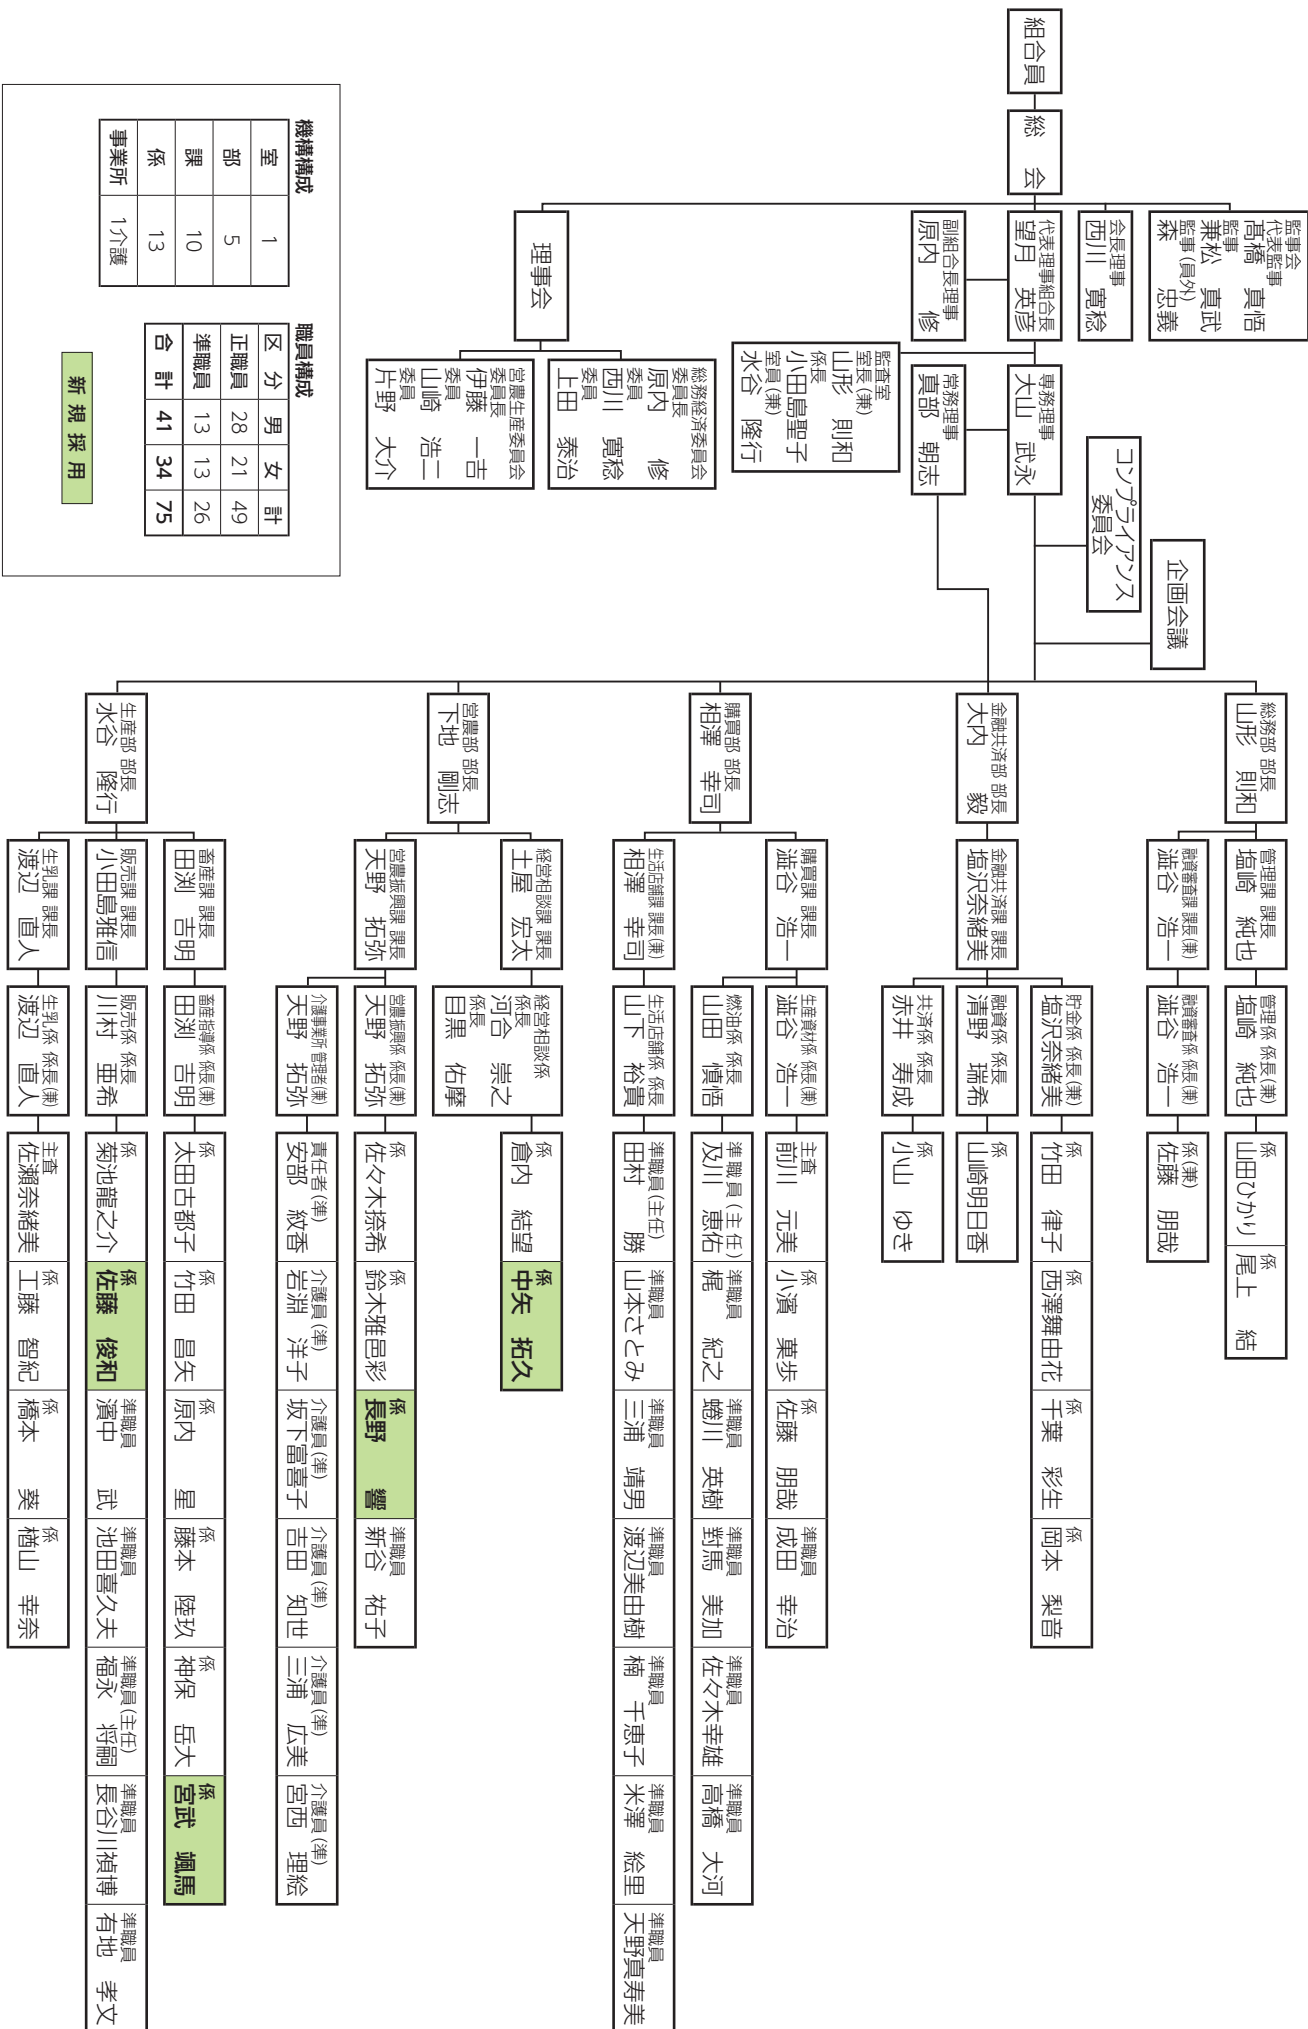 組合員
総　会
監査会
代表監事
髙橋　真悟
監事
兼松　真武
監事（員外）
森　　忠義
会長理事
西川　寛稔
代表理事組合長
望月　英彦
副組合長理事
原内　　修
理事会
監査室
室長（兼）
山形　則和
係長
小田島聖子
室員（兼）
水谷　隆行
総務経済委員会
委員長
原内　　修
委員
西川　寛稔
委員
上田　泰治
営農生産委員会
委員長
伊藤　一吉
委員
山崎　浩二
委員
片野　大介
専務理事
大山　武永
常務理事
真部　朝志
コンプライアンス
委員会
企画会議
総務部 部長
山形　則和
管理課 課長
塩崎　純也
管理係 係長（兼）
塩崎　純也
係
山田ひかり
係
尾上　　結
融資審査課 課長（兼）
澁谷　浩一
融資審査係 係長（兼）
澁谷　浩一
係（兼）
佐藤　朋哉
金融共済部 部長
大内　　毅
金融共済課 課長
塩沢奈緒美
貯金係 係長（兼）
塩沢奈緒美
係
竹田　律子
係
西澤舞由花
係
千葉　彩生
係
岡本　梨音
融資係 係長
清野　瑞希
係
山崎明日香
共済係 係長
赤井　寿成
係
小山　ゆき
購買部 部長
相澤　幸司
購買課 課長
澁谷　浩一
生産資材係 係長（兼）
澁谷　浩一
主査
前川　元美
係
小濱　東歩
係
佐藤　朋哉
準職員
成田　幸治
燃油係 係長
山田　慎悟
準職員（主任）
及川　恵佑
準職員
梶　　紀之
準職員
蜷川　英樹
準職員
對馬　美加
準職員
佐々木幸雄
準職員
高橋　大河
生活店舗課 課長（兼）
相澤　幸司
生活店舗係 係長
山下　裕貴
準職員（主任）
田村　　勝
準職員
山本さとみ
準職員
三浦　靖男
準職員
渡辺美由樹
準職員
楠　千恵子
準職員
米澤　絵里
準職員
天野真寿美
営農部 部長
下地　剛志
経営相談課 課長
土屋　宏太
経営相談係
係長
河合　崇之
係長
目黒　佑摩
係
倉内　結望
係
中矢　拓久
営農振興課 課長
天野　拓弥
営農振興係 係長（兼）
天野　拓弥
係
佐々木捺希
係
鈴木雅邑彩
係
長野　　響
準職員
新谷　祐子
介護事業所 管理者（兼）
天野　拓弥
責任者（準）
安部　紋香
介護員（準）
岩淵　洋子
介護員（準）
坂下富喜子
介護員（準）
吉田　知世
介護員（準）
三浦　広美
介護員（準）
宮西　理絵
生産部 部長
水谷　隆行
畜産課 課長
田渕　吉明
畜産指導係 係長（兼）
田渕　吉明
係
太田古都子
係
竹田　昌矢
係
原内　　星
係
藤本　陸玖
係
神保　岳大
係
宮武　颯馬
販売課 課長
小田島雅信
販売係 係長
川村　亜希
係
菊池龍之介
係
佐藤　俊和
準職員
濱中　　武
準職員
池田喜久夫
準職員（主任）
福永　将嗣
準職員
長谷川禎博
準職員
有地　孝文
生乳課 課長
渡辺　直人
生乳係 係長（兼）
渡辺　直人
主査
佐瀬奈緒美
係
工藤　智紀
係
橋本　　葵
係
楢山　幸奈
機構構成
室　1
部　5
課　10
係　13
事業所　1介護
職員構成
区　分　男　女　計
正職員　28　21　49
準職員　13　13　26
合　計　41　34　75
新規採用